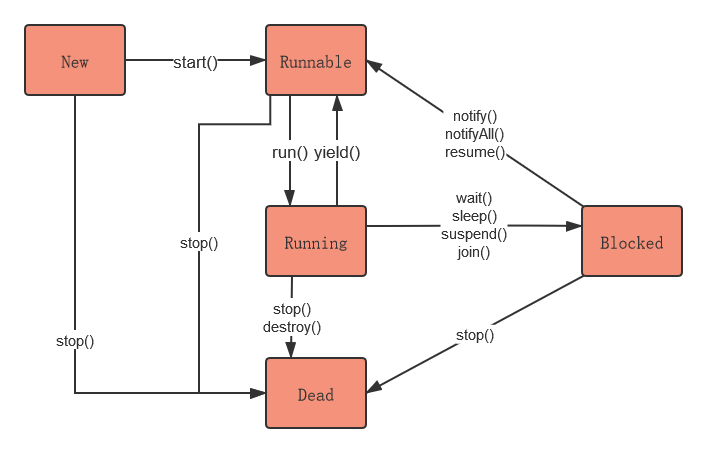 New
start()
Runnable
notify()
notifyAll()
resume()
run()
yield()
wait()
sleep()
suspend()
join()
stop()
Running
Blocked
stop()
destroy()
stop()
stop()
Dead